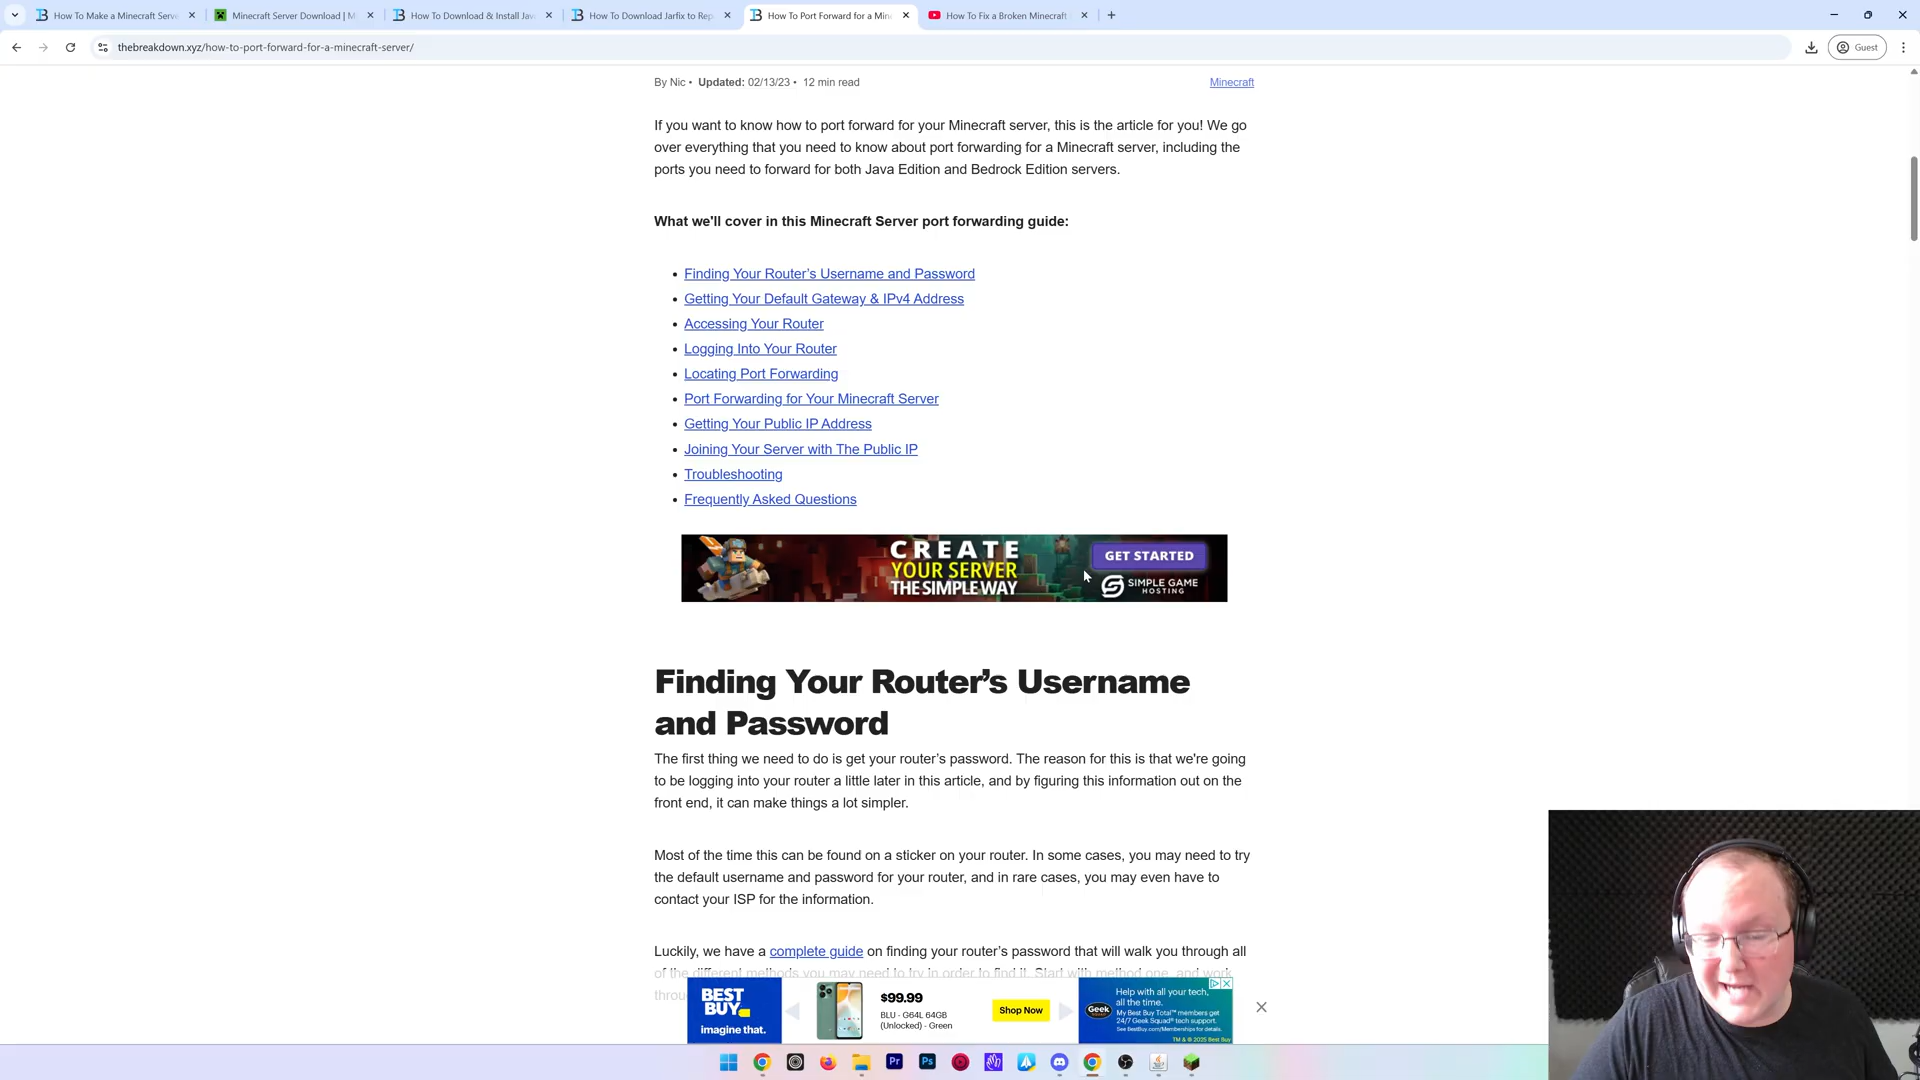 How To Make a Minecraft Serve
Minecraft Server Download | M
How To Download & Install Jav
How To Download Jarfix to Rep
How To Port Forward for a Min
How To Fix a Broken Minecraft
thebreakdown.xyz/how-to-port-forward-for-a-minecraft-server/
Guest
By Nic • Updated: 02/13/23 • 12 min read
Minecraft
If you want to know how to port forward for your Minecraft server, this is the article for you! We go
over everything that you need to know about port forwarding for a Minecraft server, including the
ports you need to forward for both Java Edition and Bedrock Edition servers.
What we'll cover in this Minecraft Server port forwarding guide:
• Finding Your Router’s Username and Password
• Getting Your Default Gateway & IPv4 Address
• Accessing Your Router
• Logging Into Your Router
• Locating Port Forwarding
• Port Forwarding for Your Minecraft Server
• Getting Your Public IP Address
• Joining Your Server with The Public IP
• Troubleshooting
• Frequently Asked Questions
CREATE
YOUR SERVER
THE SIMPLE WAY
GET STARTED
SIMPLE GAME
HOSTING
Finding Your Router’s Username
and Password
The first thing we need to do is get your router’s password. The reason for this is that we're going
to be logging into your router a little later in this article, and by figuring this information out on the
front end, it can make things a lot simpler.
Most of the time this can be found on a sticker on your router. In some cases, you may need to try
the default username and password for your router, and in rare cases, you may even have to
contact your ISP for the information.
Luckily, we have a complete guide on finding your router’s password that will walk you through all
of the different methods you may need to try in order to find it. Start with method one, and work
throu
BEST
BUY
imagine that.
$99.99
BLU - G64L 64GB
(Unlocked) - Green
Shop Now
Geek
Help with all your tech,
all the time.
My Best Buy Total™ members get
24/7 Geek Squad® tech support.
See BestBuy.com/Memberships for details.
TM & © 2025 Best Buy
Pr
Ps